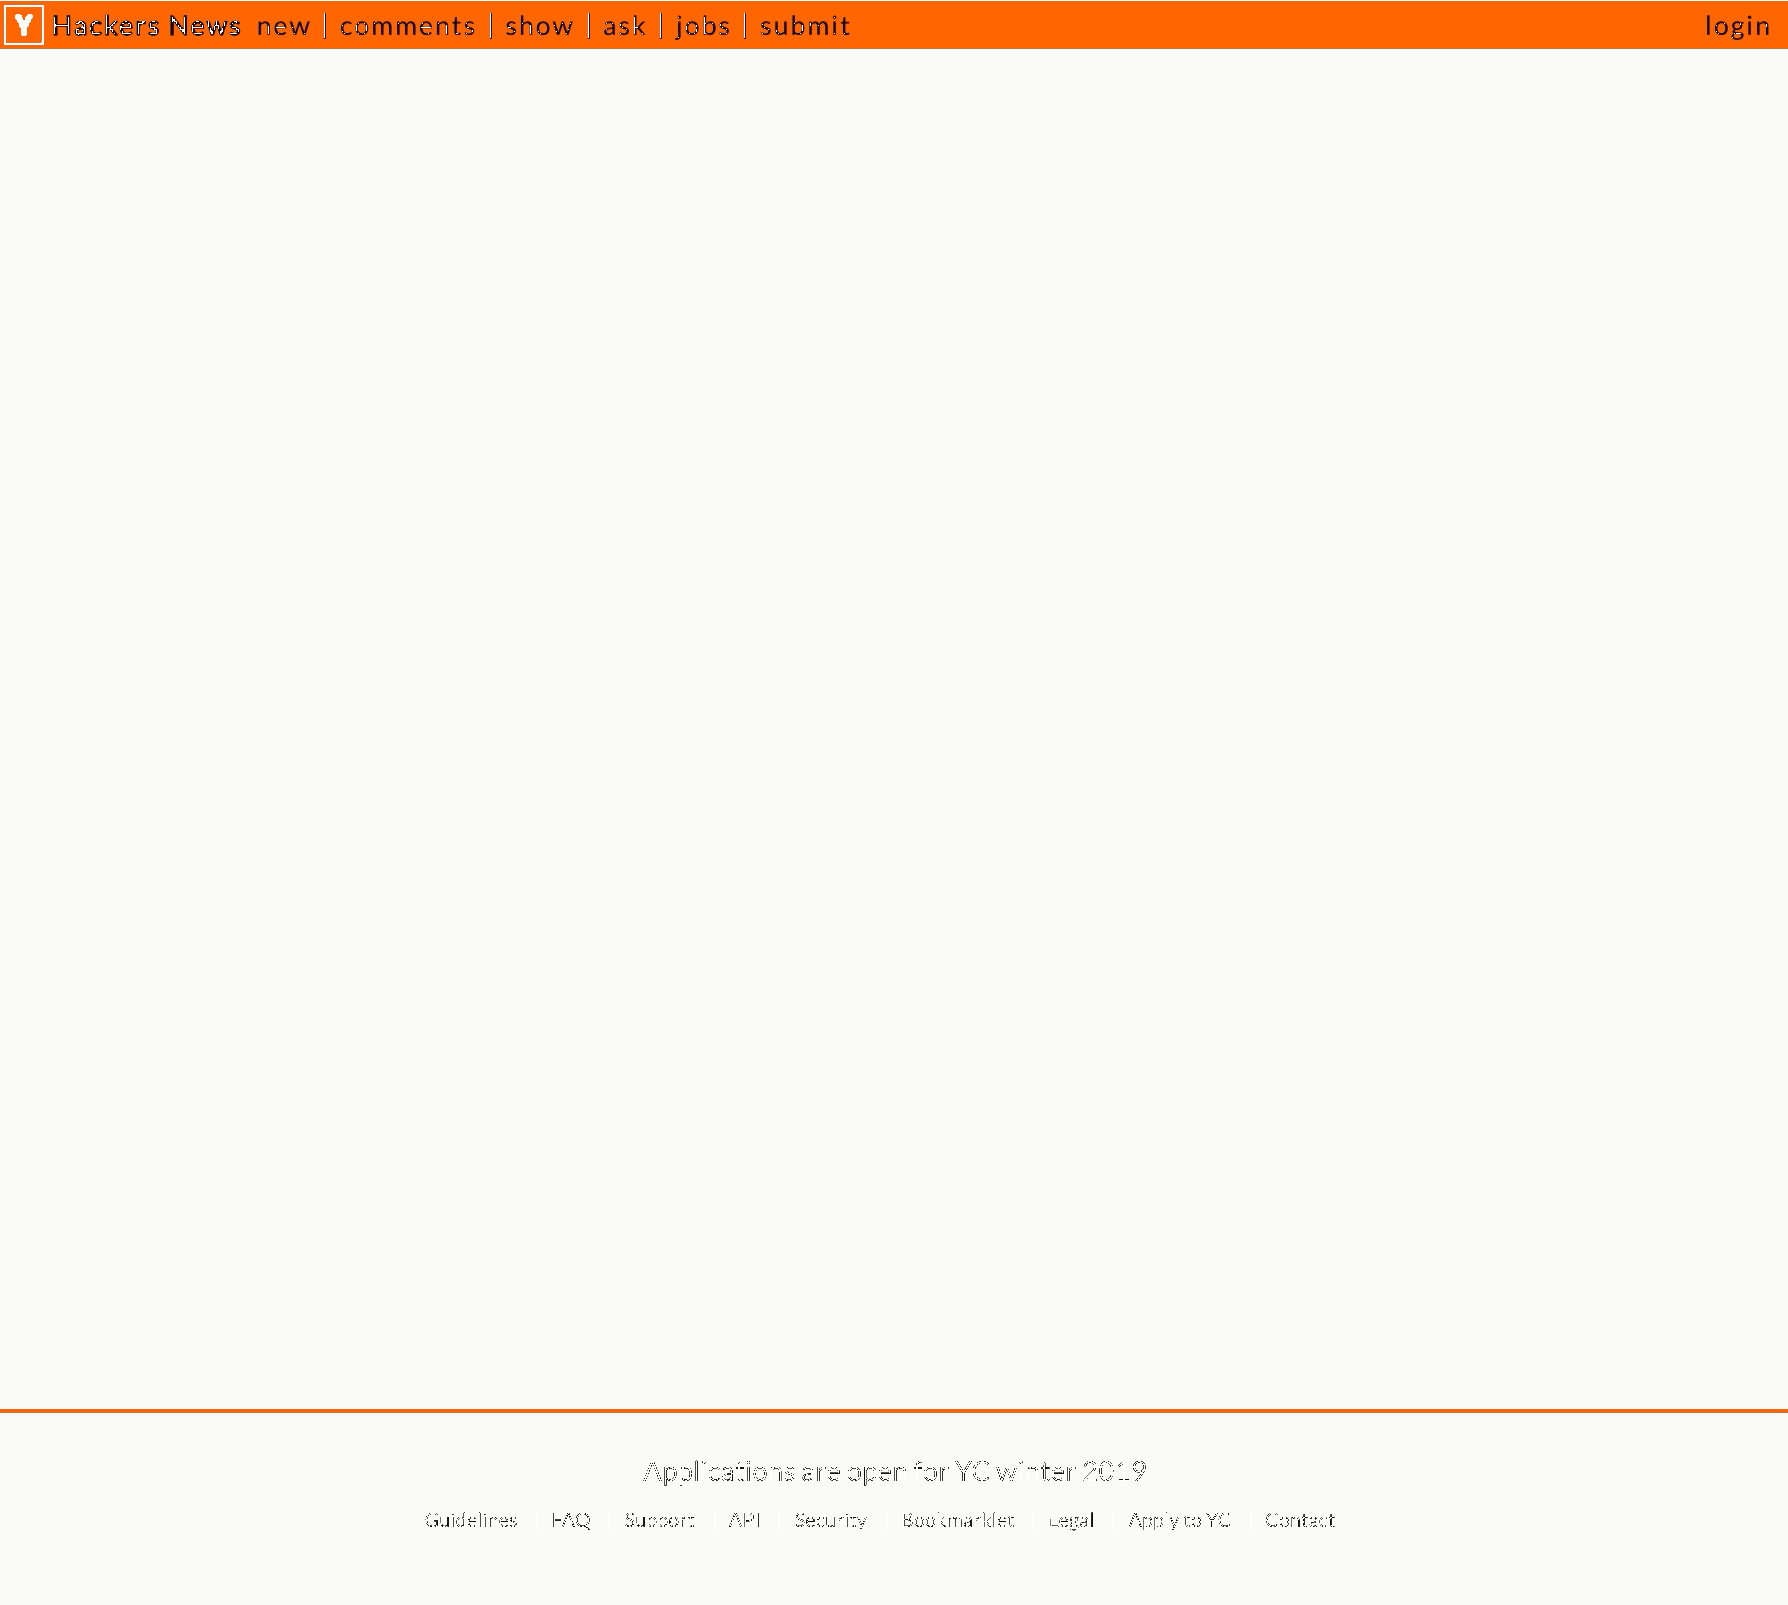 Y Hackers News new | comments | show | ask | jobs | submit login
Applications are open for YC winter 2019
Guidelines | FAQ | Support | API | Security | Bookmarklet | Legal | Apply to YC | Contact